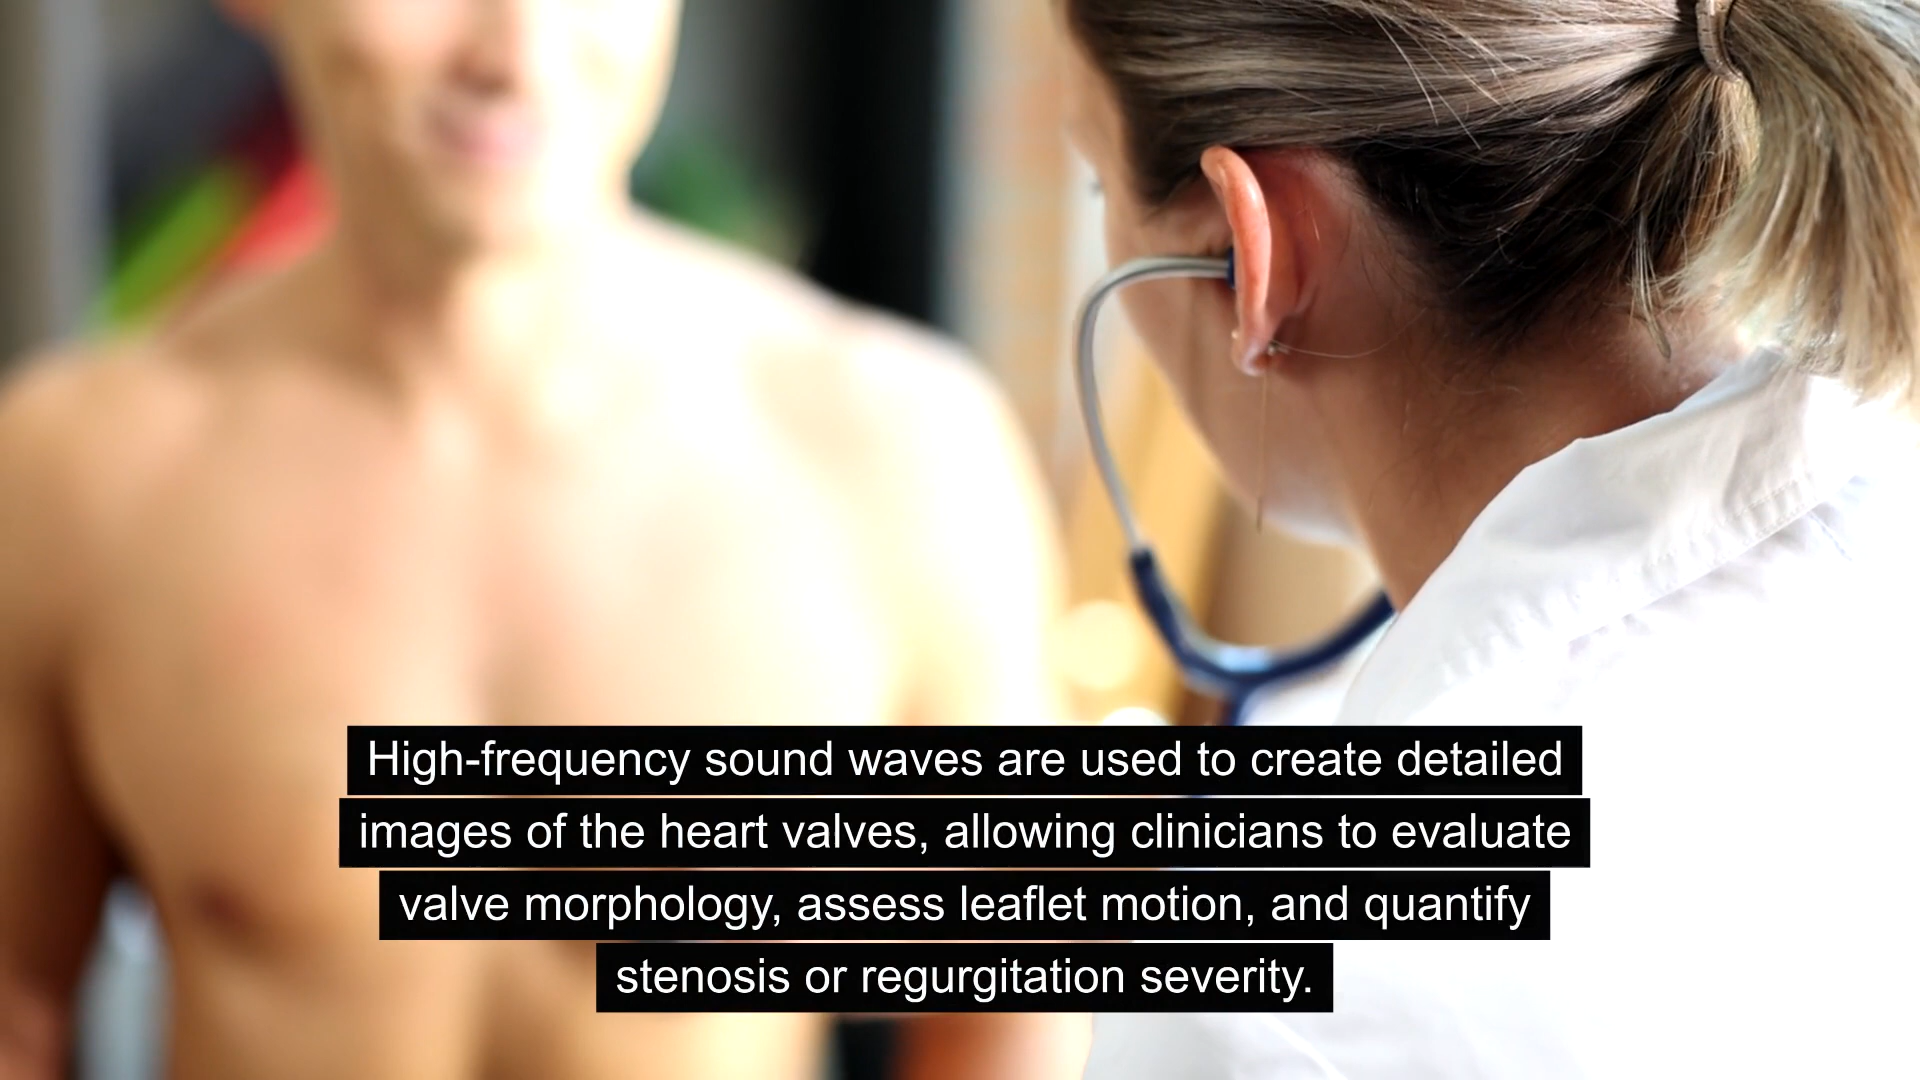 High-frequency sound waves are used to create detailed
images of the heart valves, allowing clinicians to evaluate
valve morphology, assess leaflet motion, and quantify
stenosis or regurgitation severity.